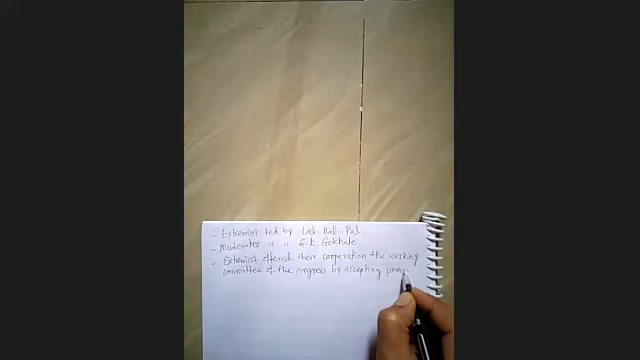 - Extremist led by Lal-Bal-Pal
- Moderates " " G.K. Gokhale
- Extremist offered their cooperation the working
committee of the congress by accepting